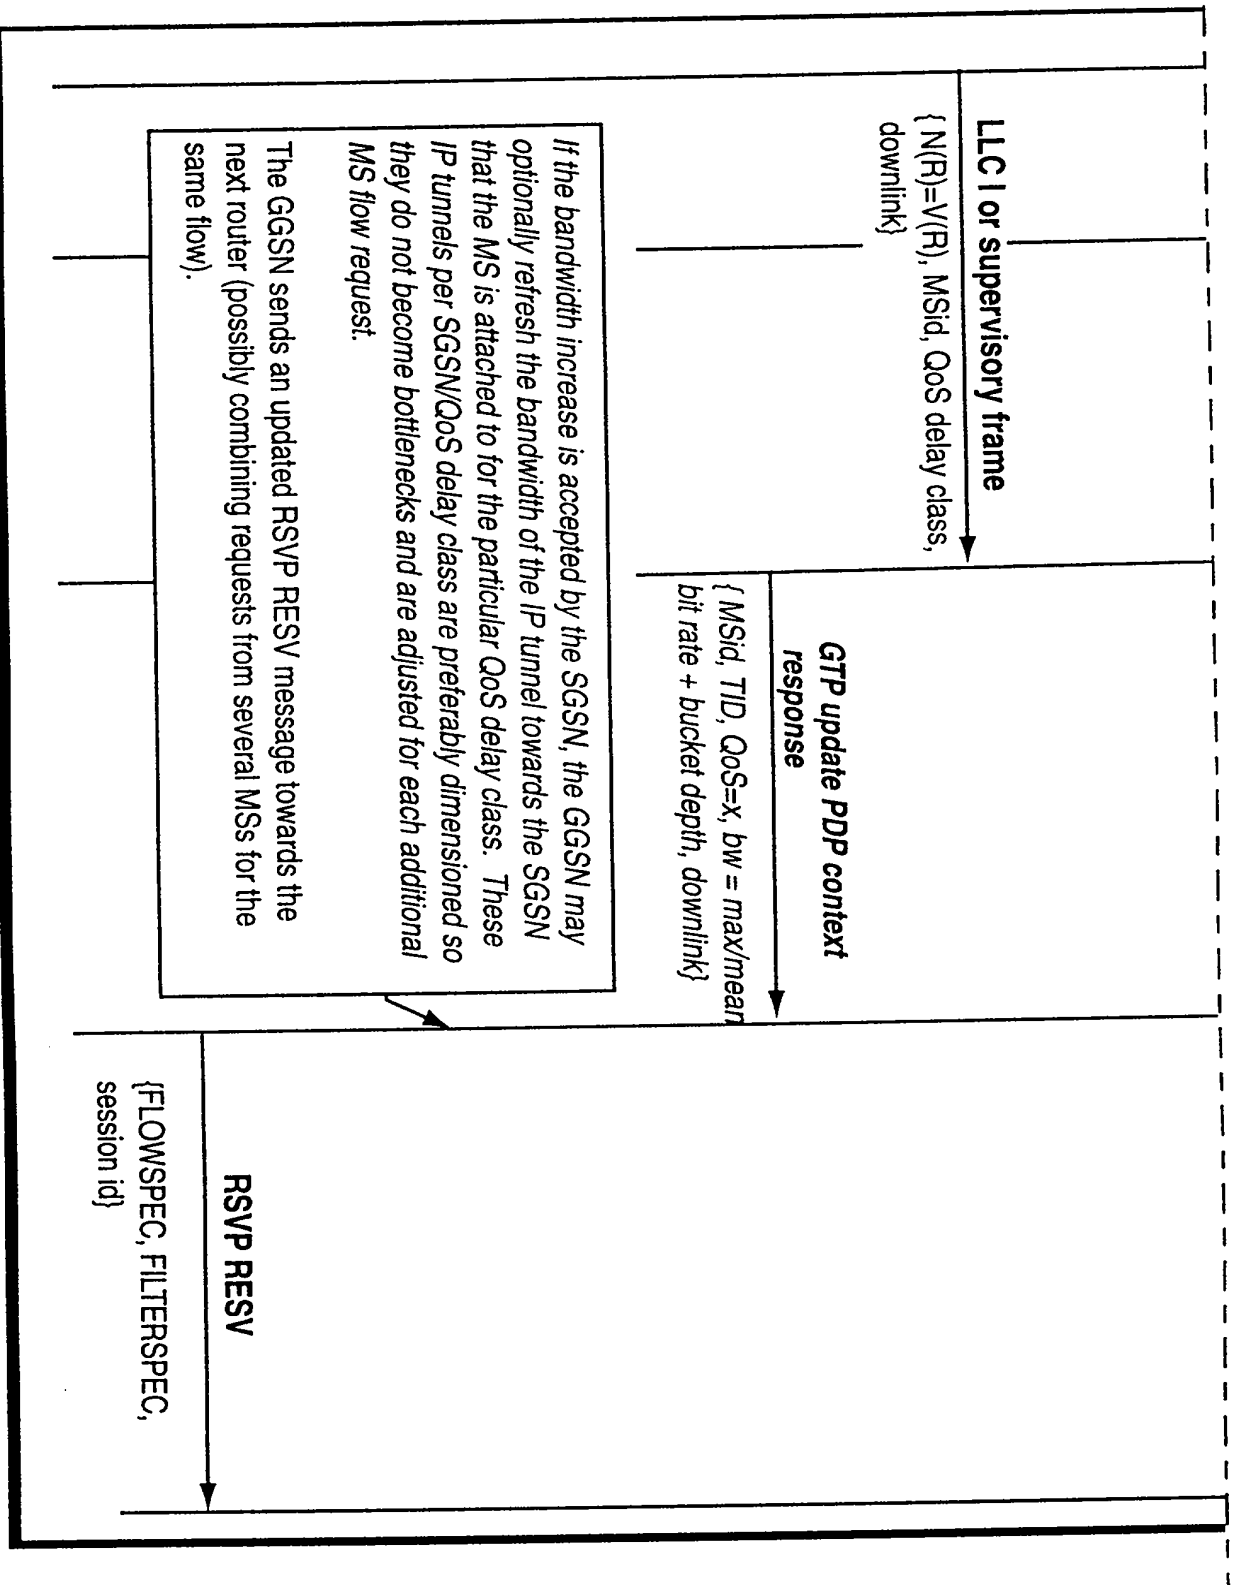 LLC I or supervisory frame
{ N(R)=V(R), MSid, QoS delay class,
downlink}
GTP update PDP context
response
{ MSid, TID, QoS=x, bw = max/mean
bit rate + bucket depth, downlink}
If the bandwidth increase is accepted by the SGSN, the GGSN may
optionally refresh the bandwidth of the IP tunnel towards the SGSN
that the MS is attached to for the particular QoS delay class. These
IP tunnels per SGSN/QoS delay class are preferably dimensioned so
they do not become bottlenecks and are adjusted for each additional
MS flow request.
The GGSN sends an updated RSVP RESV message towards the
next router (possibly combining requests from several MSs for the
same flow).
RSVP RESV
{FLOWSPEC, FILTERSPEC,
session id}